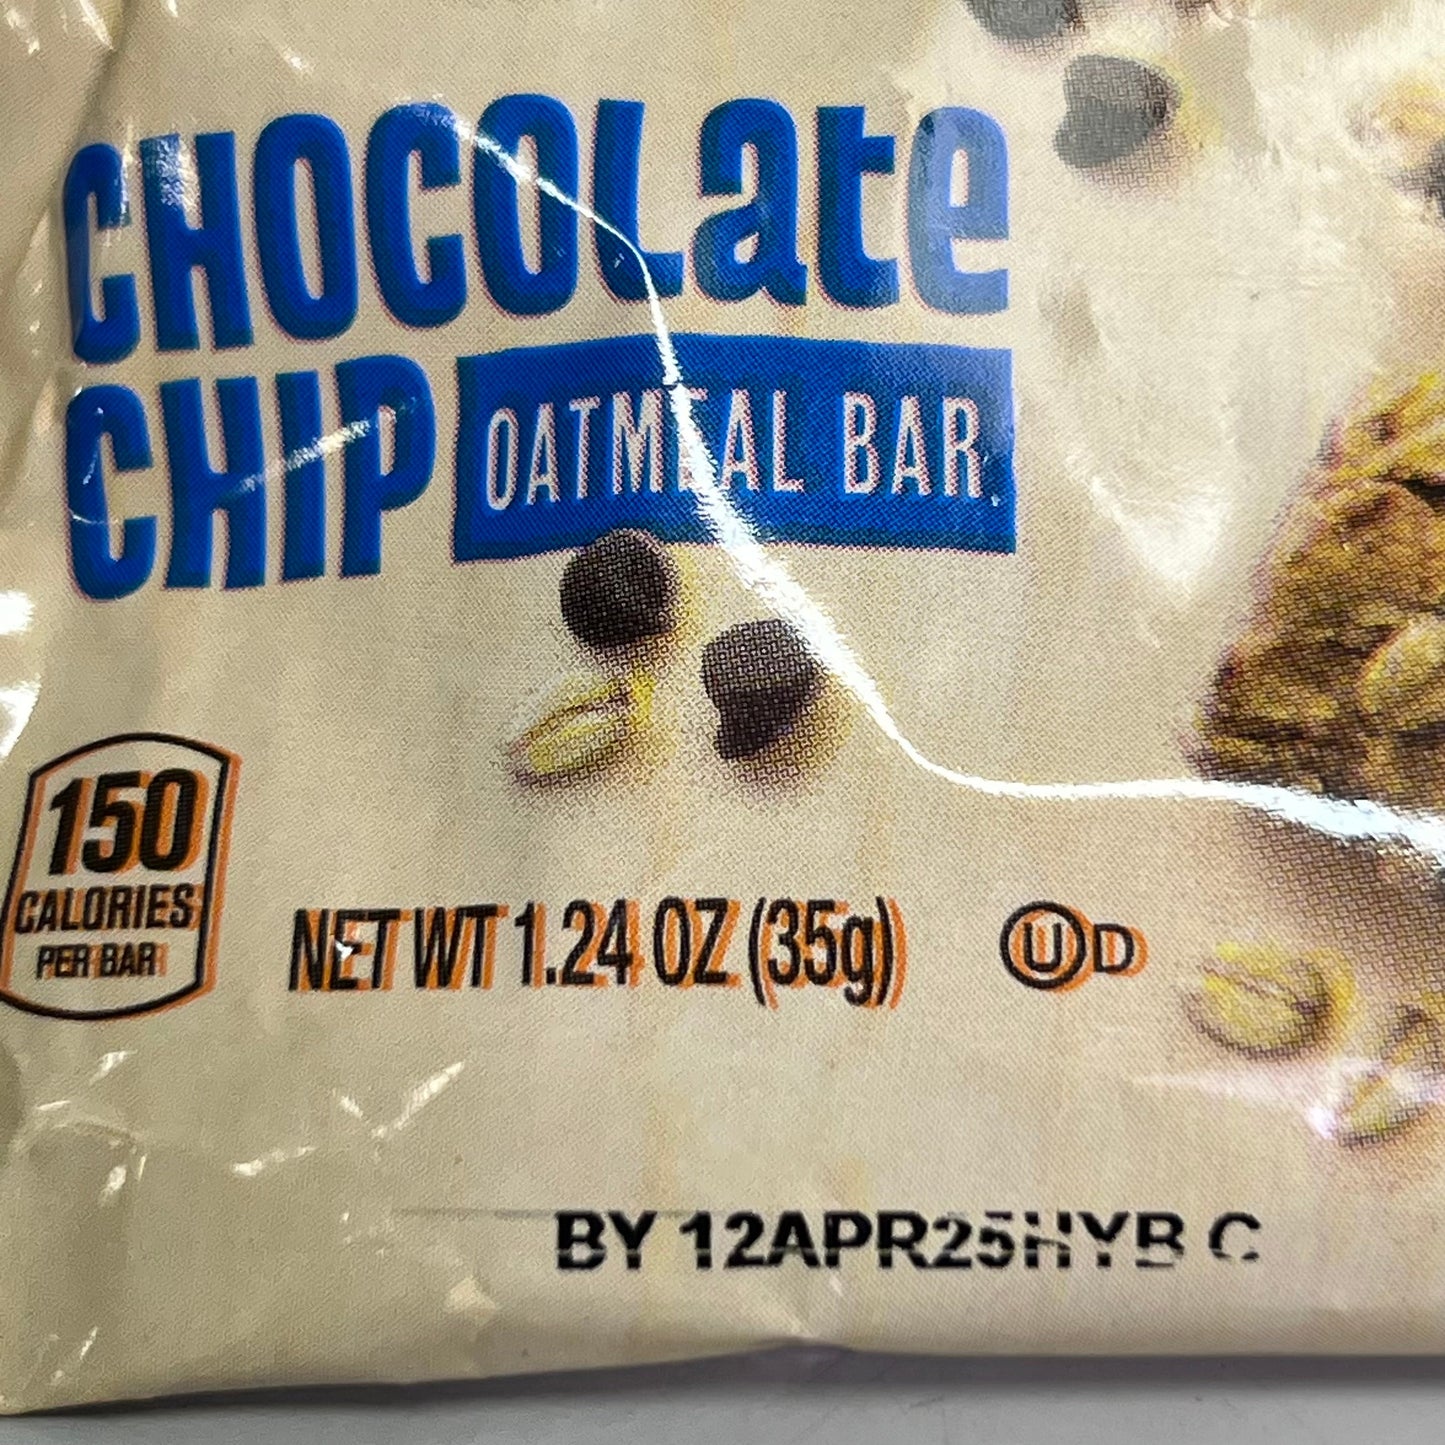 CHOCOLate
CHIP OATMEAL BAR
150
CALORIES
PER BAR
NET WT 1.24 OZ (35g)
U D
BY 12APR25HYB C